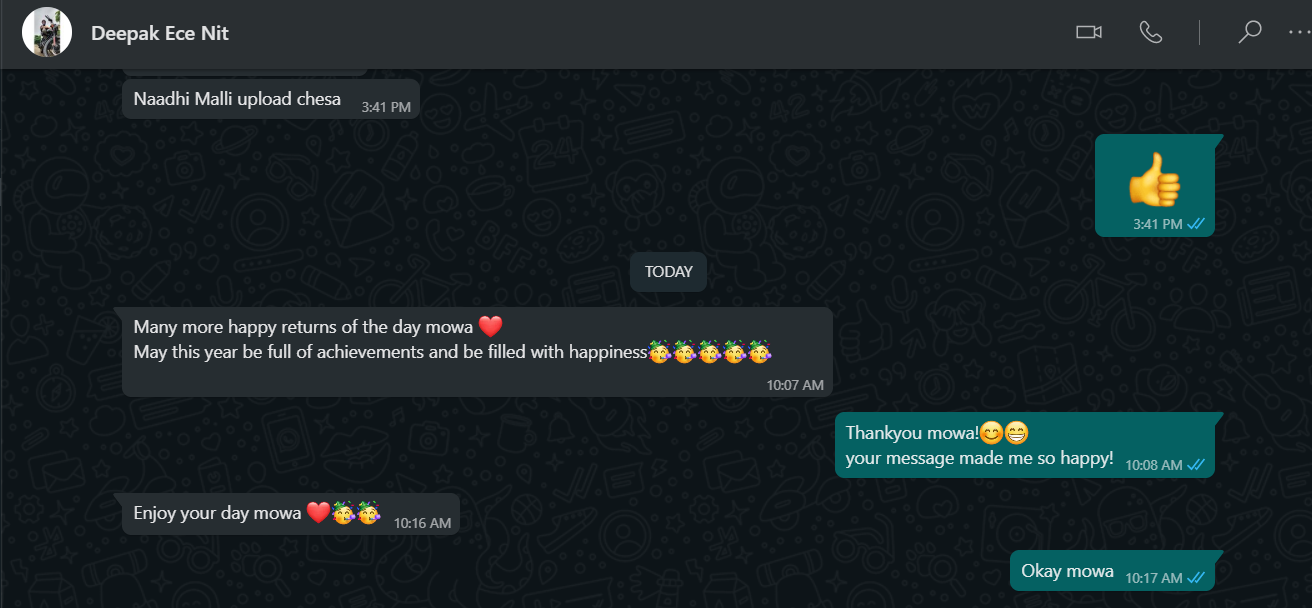 Deepak Ece Nit
Naadhi Malli upload chesa
3:41 PM
👍
3:41 PM
TODAY
Many more happy returns of the day mowa ❤️
May this year be full of achievements and be filled with happiness🥳🥳🥳🥳🥳
10:07 AM
Thankyou mowa!😊😁
your message made me so happy!
10:08 AM
Enjoy your day mowa ❤️🥳🥳
10:16 AM
Okay mowa
10:17 AM